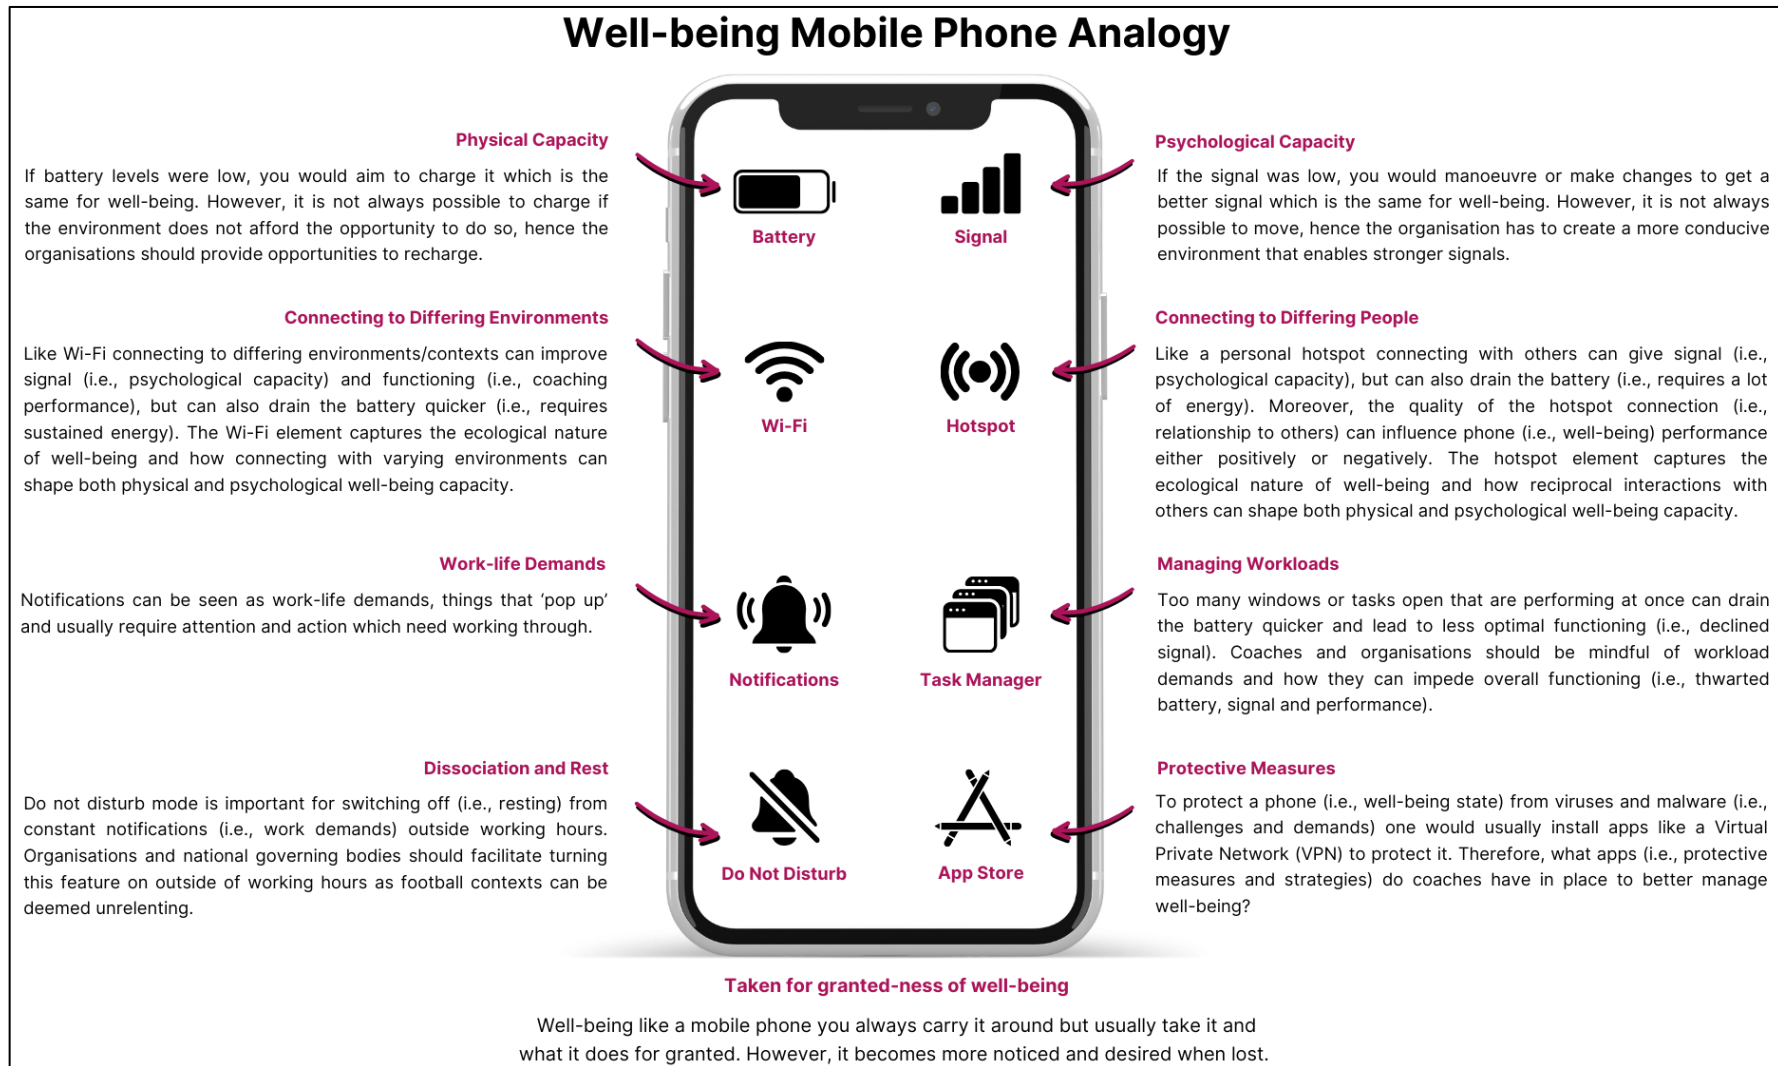 Well-being Mobile Phone Analogy
Physical Capacity
If battery levels were low, you would aim to charge it which is the
same for well-being. However, it is not always possible to charge if
the environment does not afford the opportunity to do so, hence the
organisations should provide opportunities to recharge.
Battery
Signal
Psychological Capacity
If the signal was low, you would manoeuvre or make changes to get a
better signal which is the same for well-being. However, it is not always
possible to move, hence the organisation has to create a more conducive
environment that enables stronger signals.
Connecting to Differing Environments
Like Wi-Fi connecting to differing environments/contexts can improve
signal (i.e., psychological capacity) and functioning (i.e., coaching
performance), but can also drain the battery quicker (i.e., requires
sustained energy). The Wi-Fi element captures the ecological nature
of well-being and how connecting with varying environments can
shape both physical and psychological well-being capacity.
Wi-Fi
Hotspot
Connecting to Differing People
Like a personal hotspot connecting with others can give signal (i.e.,
psychological capacity), but can also drain the battery (i.e., requires a lot
of energy). Moreover, the quality of the hotspot connection (i.e.,
relationship to others) can influence phone (i.e., well-being) performance
either positively or negatively. The hotspot element captures the
ecological nature of well-being and how reciprocal interactions with
others can shape both physical and psychological well-being capacity.
Work-life Demands
Notifications can be seen as work-life demands, things that ‘pop up’
and usually require attention and action which need working through.
Notifications
Task Manager
Managing Workloads
Too many windows or tasks open that are performing at once can drain
the battery quicker and lead to less optimal functioning (i.e., declined
signal). Coaches and organisations should be mindful of workload
demands and how they can impede overall functioning (i.e., thwarted
battery, signal and performance).
Dissociation and Rest
Do not disturb mode is important for switching off (i.e., resting) from
constant notifications (i.e., work demands) outside working hours.
Organisations and national governing bodies should facilitate turning
this feature on outside of working hours as football contexts can be
deemed unrelenting.
Do Not Disturb
App Store
Protective Measures
To protect a phone (i.e., well-being state) from viruses and malware (i.e.,
challenges and demands) one would usually install apps like a Virtual
Private Network (VPN) to protect it. Therefore, what apps (i.e., protective
measures and strategies) do coaches have in place to better manage
well-being?
Taken for granted-ness of well-being
Well-being like a mobile phone you always carry it around but usually take it and
what it does for granted. However, it becomes more noticed and desired when lost.